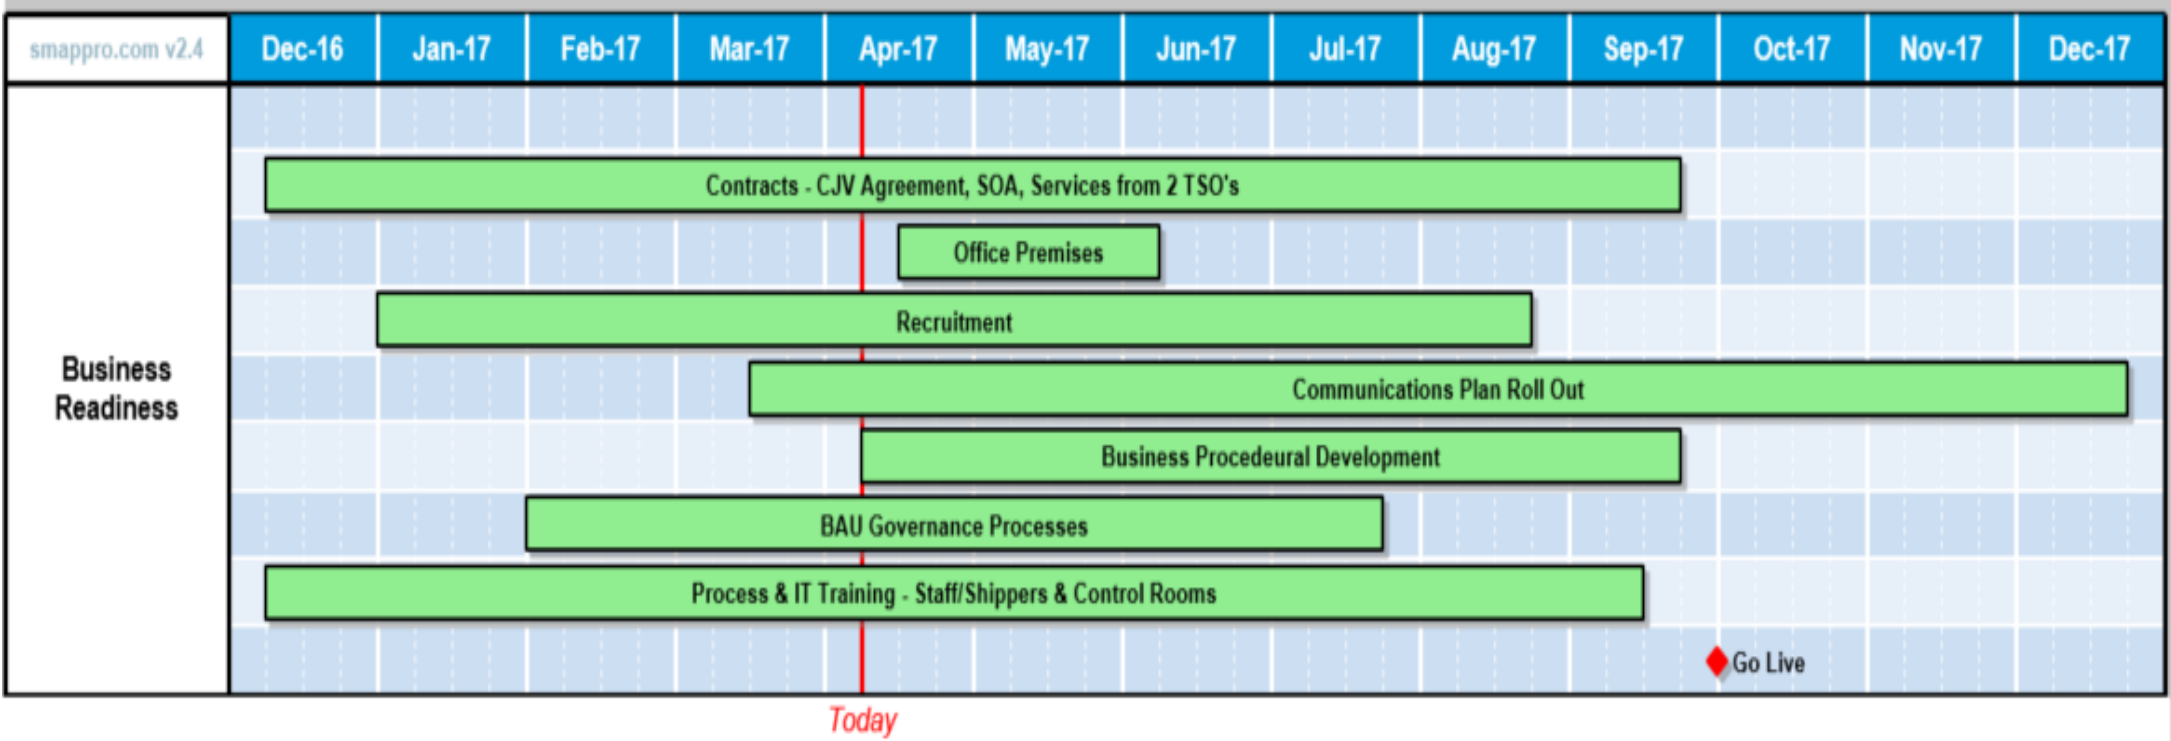 smappro.com v2.4
Dec-16 Jan-17 Feb-17 Mar-17 Apr-17 May-17 Jun-17 Jul-17 Aug-17 Sep-17 Oct-17 Nov-17 Dec-17
Contracts - CJV Agreement, SOA, Services from 2 TSO's
Office Premises
Recruitment
Business
Readiness
Communications Plan Roll Out
Business Procedeural Development
BAU Governance Processes
Process & IT Training - Staff/Shippers & Control Rooms
Go Live
Today